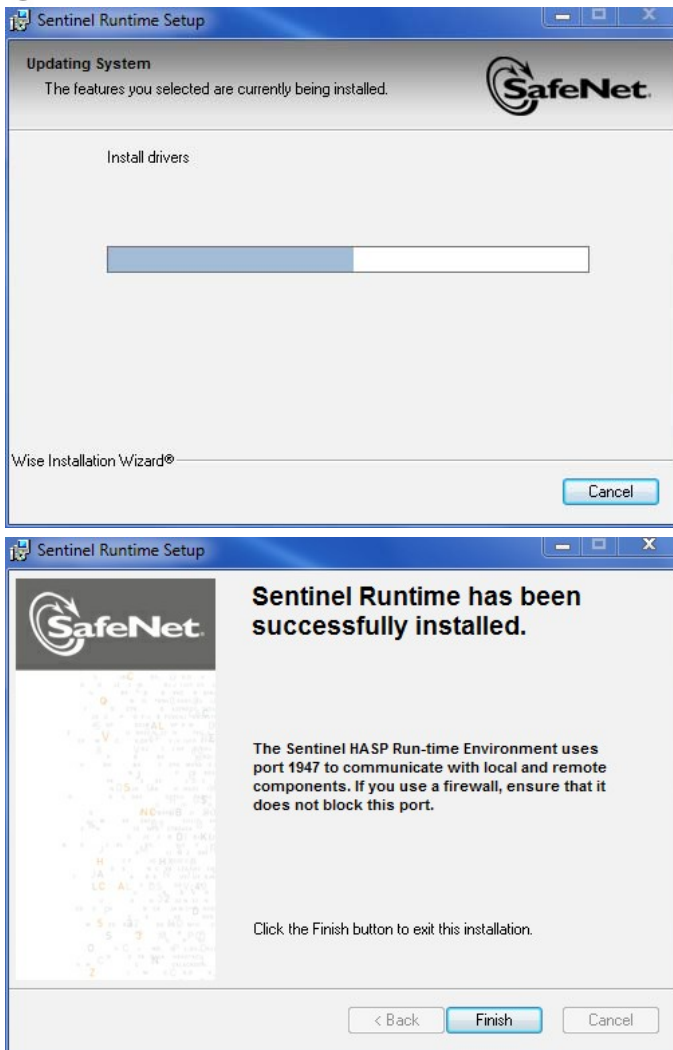 Sentinel Runtime Setup
Updating System
The features you selected are currently being installed.
SafeNet.
Install drivers
Wise Installation Wizard®
Cancel
Sentinel Runtime Setup
SafeNet.
Sentinel Runtime has been
successfully installed.
The Sentinel HASP Run-time Environment uses
port 1947 to communicate with local and remote
components. If you use a firewall, ensure that it
does not block this port.
Click the Finish button to exit this installation.
< Back
Finish
Cancel